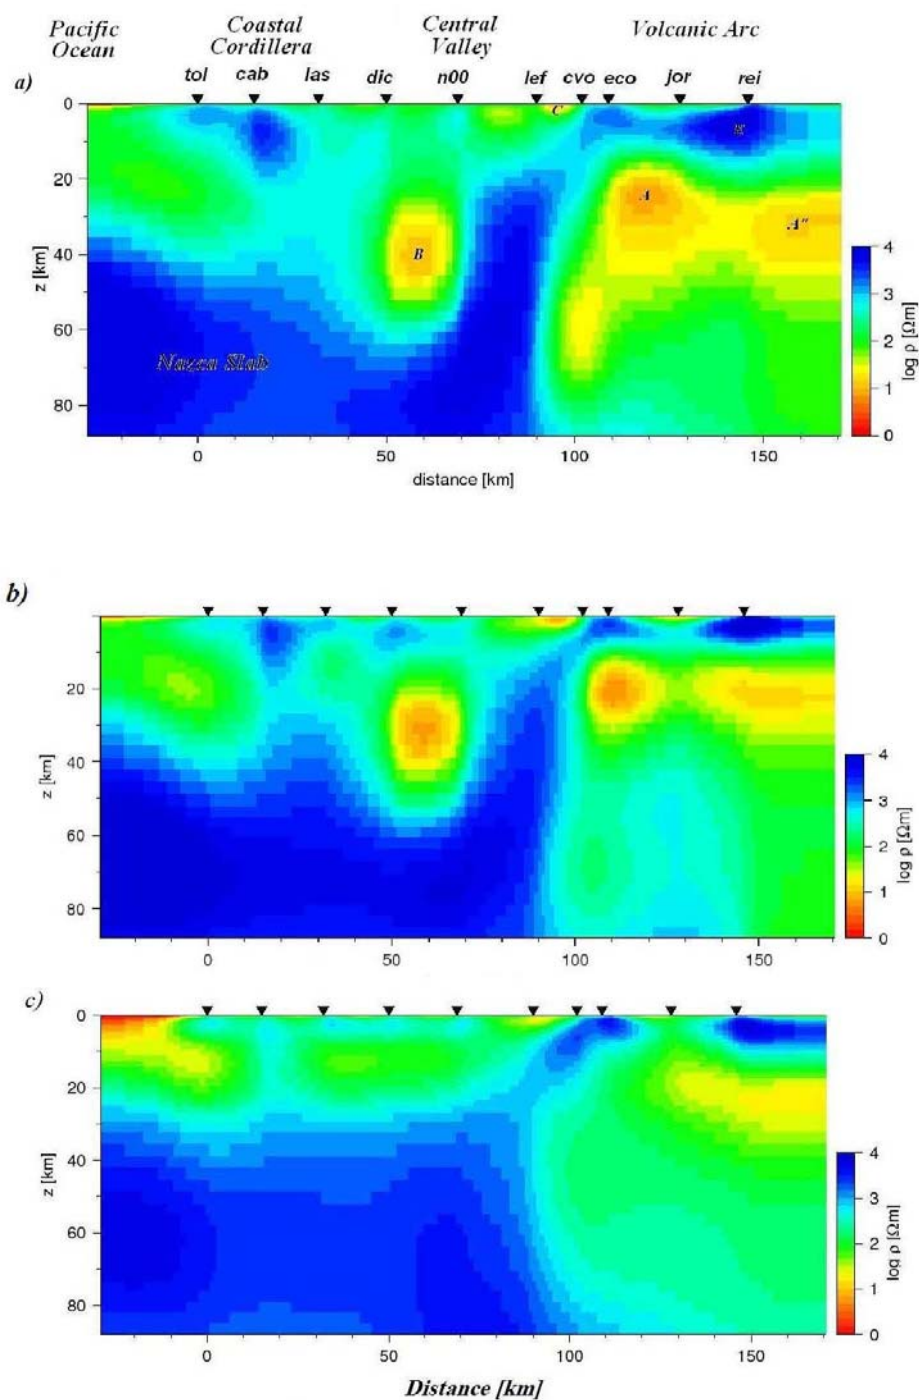 Pacific Ocean
Coastal Cordillera
Central Valley
Volcanic Arc
a)
tol cab las dic n00 lef cvo eco jor rei
0
20
40
60
80
z [km]
C
A
A"
B
Nazca Slab
0 50 100 150
distance [km]
4
3
2
1
0
log ρ [Ωm]
b)
0
20
40
60
80
z [km]
0 50 100 150
4
3
2
1
0
log ρ [Ωm]
c)
0
20
40
60
80
z [km]
0 50 100 150
Distance [km]
4
3
2
1
0
log ρ [Ωm]